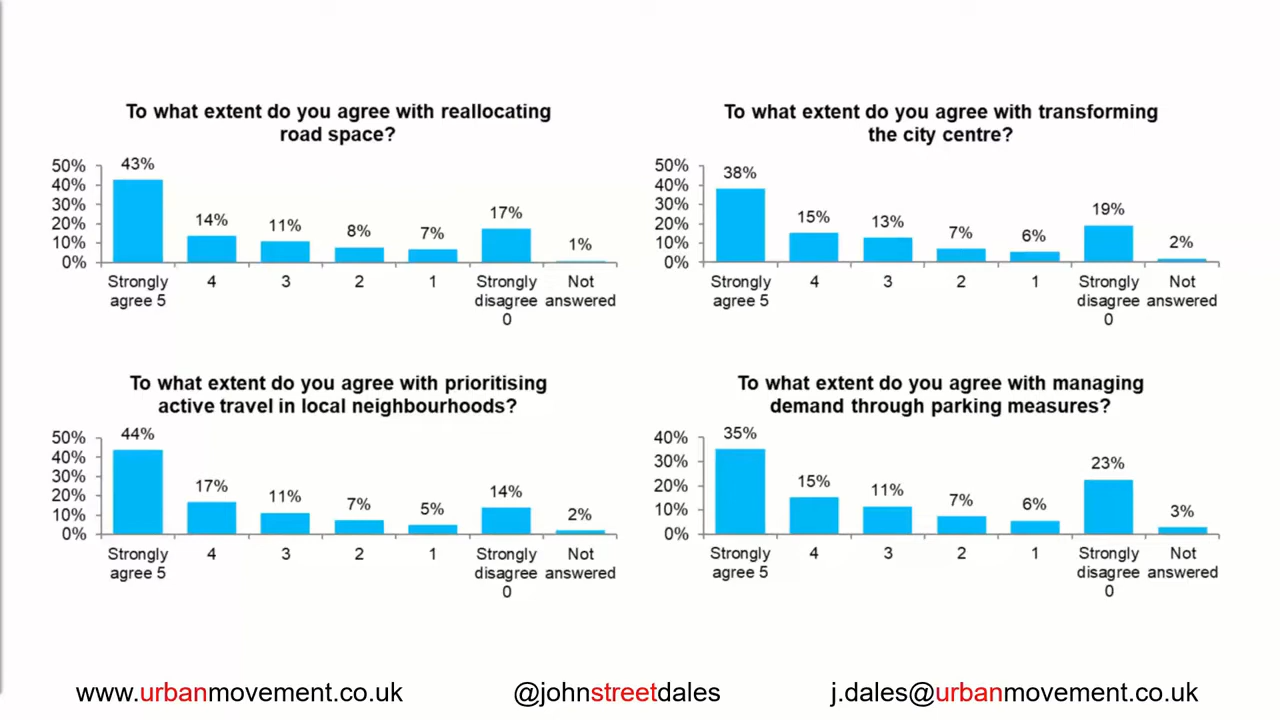 To what extent do you agree with reallocating
road space?
50%
40%
30%
20%
10%
0%
43%
14%
11%
8%
7%
17%
1%
Strongly
agree 5
4
3
2
1
Strongly
disagree
0
Not
answered
To what extent do you agree with transforming
the city centre?
50%
40%
30%
20%
10%
0%
38%
15%
13%
7%
6%
19%
2%
Strongly
agree 5
4
3
2
1
Strongly
disagree
0
Not
answered
To what extent do you agree with prioritising
active travel in local neighbourhoods?
50%
40%
30%
20%
10%
0%
44%
17%
11%
7%
5%
14%
2%
Strongly
agree 5
4
3
2
1
Strongly
disagree
0
Not
answered
To what extent do you agree with managing
demand through parking measures?
40%
30%
20%
10%
0%
35%
15%
11%
7%
6%
23%
3%
Strongly
agree 5
4
3
2
1
Strongly
disagree
0
Not
answered
www.urbanmovement.co.uk
@johnstreetdales
j.dales@urbanmovement.co.uk